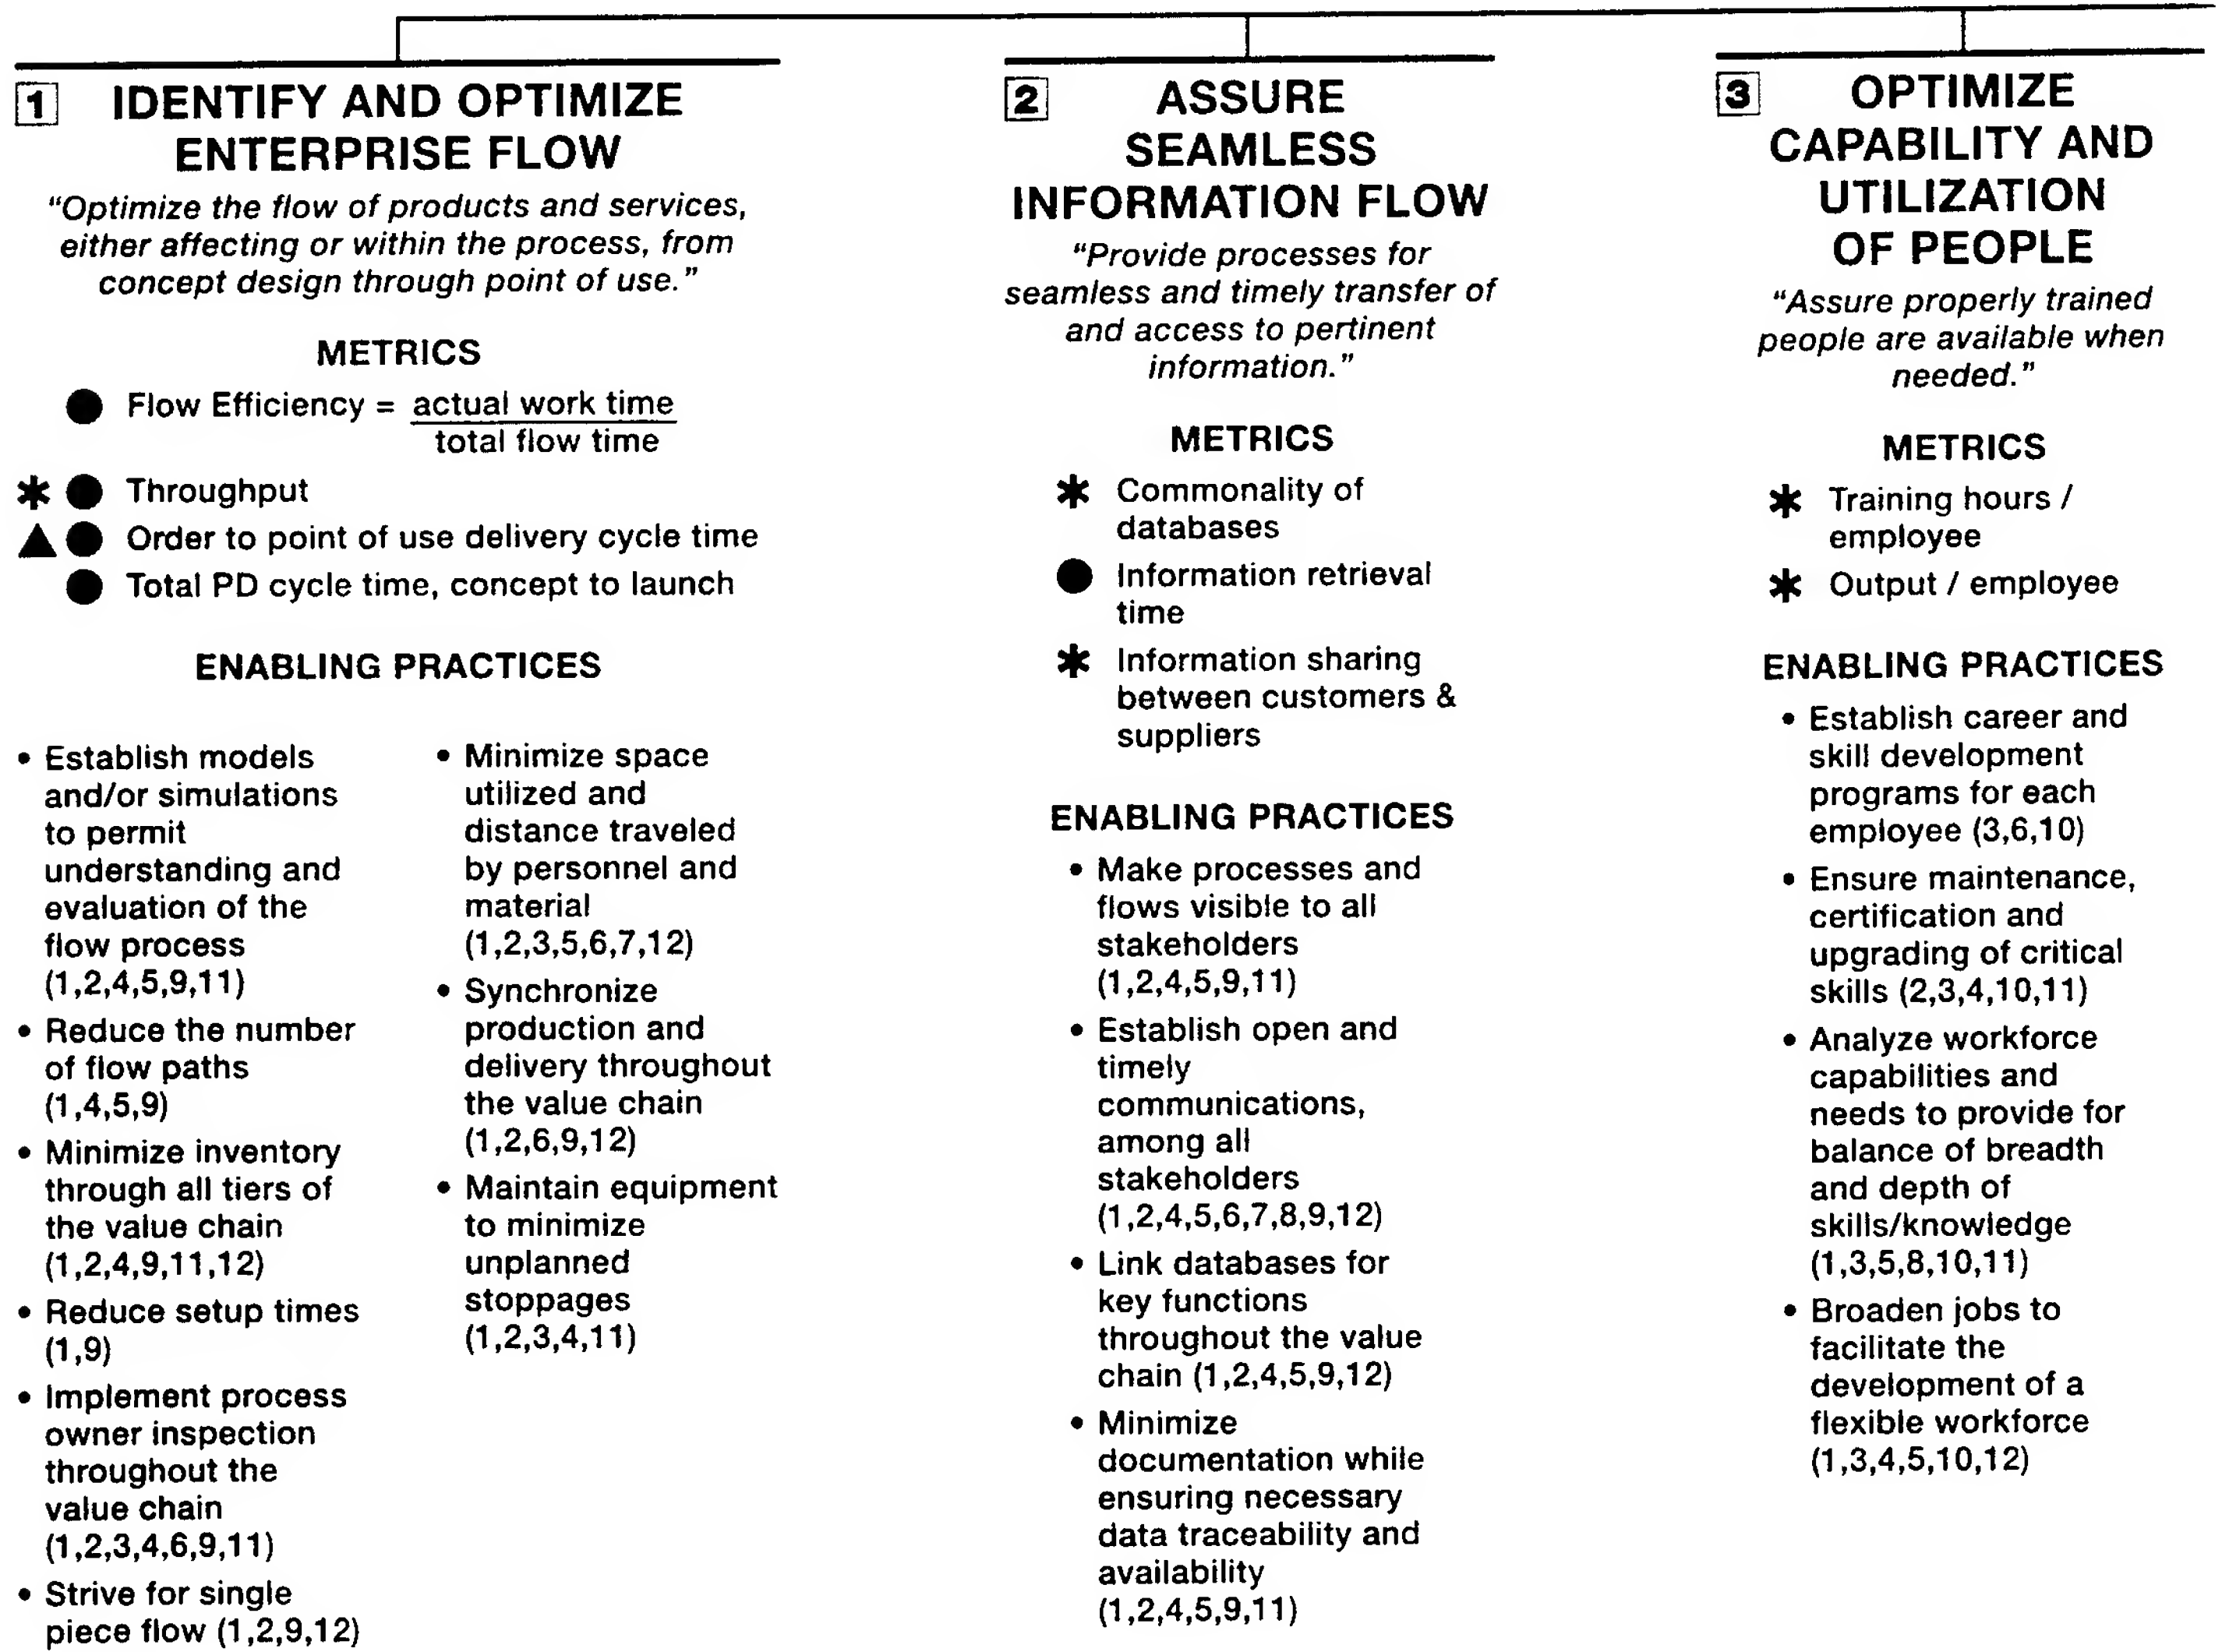 1
IDENTIFY AND OPTIMIZE
ENTERPRISE FLOW
"Optimize the flow of products and services,
either affecting or within the process, from
concept design through point of use."
METRICS
● Flow Efficiency = actual work time
total flow time
* ● Throughput
▲ ● Order to point of use delivery cycle time
● Total PD cycle time, concept to launch
ENABLING PRACTICES
• Establish models
and/or simulations
to permit
understanding and
evaluation of the
flow process
(1,2,4,5,9,11)
• Reduce the number
of flow paths
(1,4,5,9)
• Minimize inventory
through all tiers of
the value chain
(1,2,4,9,11,12)
• Reduce setup times
(1,9)
• Implement process
owner inspection
throughout the
value chain
(1,2,3,4,6,9,11)
• Strive for single
piece flow (1,2,9,12)
• Minimize space
utilized and
distance traveled
by personnel and
material
(1,2,3,5,6,7,12)
• Synchronize
production and
delivery throughout
the value chain
(1,2,6,9,12)
• Maintain equipment
to minimize
unplanned
stoppages
(1,2,3,4,11)
2
ASSURE
SEAMLESS
INFORMATION FLOW
"Provide processes for
seamless and timely transfer of
and access to pertinent
information."
METRICS
* Commonality of
databases
● Information retrieval
time
* Information sharing
between customers &
suppliers
ENABLING PRACTICES
• Make processes and
flows visible to all
stakeholders
(1,2,4,5,9,11)
• Establish open and
timely
communications,
among all
stakeholders
(1,2,4,5,6,7,8,9,12)
• Link databases for
key functions
throughout the value
chain (1,2,4,5,9,12)
• Minimize
documentation while
ensuring necessary
data traceability and
availability
(1,2,4,5,9,11)
3
OPTIMIZE
CAPABILITY AND
UTILIZATION
OF PEOPLE
"Assure properly trained
people are available when
needed."
METRICS
* Training hours /
employee
* Output / employee
ENABLING PRACTICES
• Establish career and
skill development
programs for each
employee (3,6,10)
• Ensure maintenance,
certification and
upgrading of critical
skills (2,3,4,10,11)
• Analyze workforce
capabilities and
needs to provide for
balance of breadth
and depth of
skills/knowledge
(1,3,5,8,10,11)
• Broaden jobs to
facilitate the
development of a
flexible workforce
(1,3,4,5,10,12)